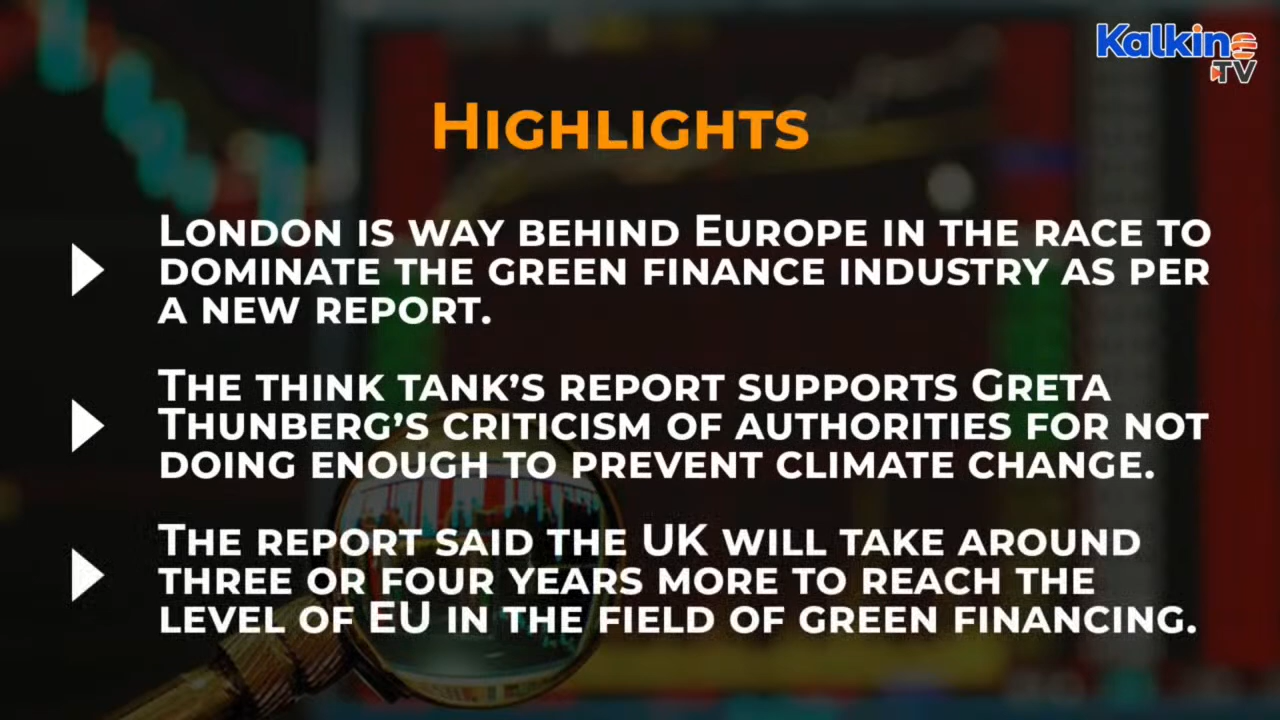 Kalkine
TV
Highlights
London is way behind Europe in the race to
dominate the green finance industry as per
a new report.
The think tank’s report supports Greta
Thunberg’s criticism of authorities for not
doing enough to prevent climate change.
The report said the UK will take around
three or four years more to reach the
level of EU in the field of green financing.